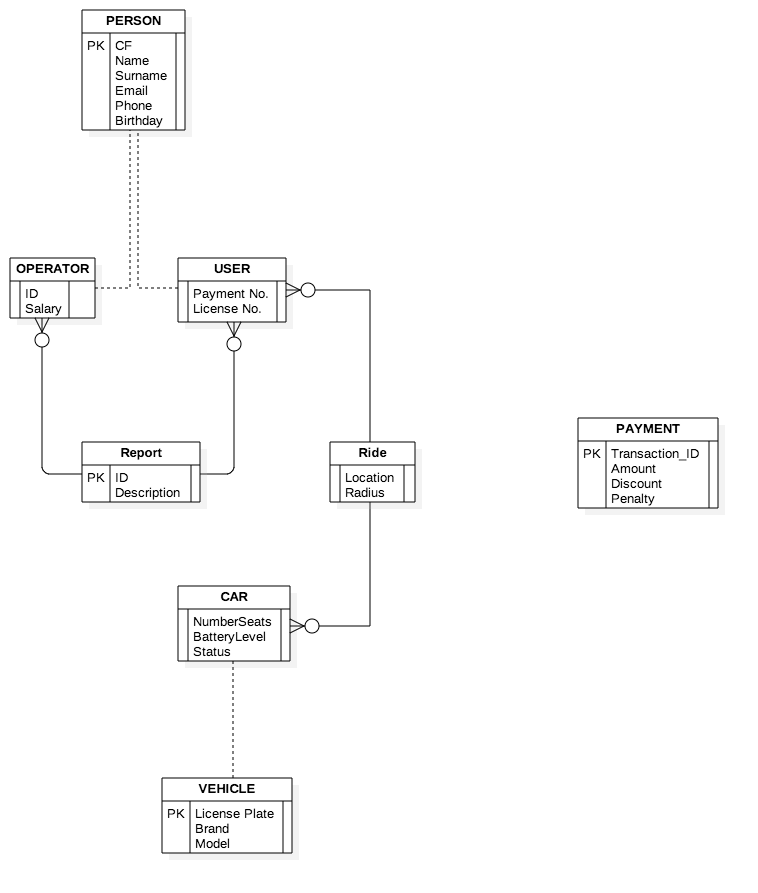 PERSON
PK CF
Name
Surname
Email
Phone
Birthday
OPERATOR
ID
Salary
USER
Payment No.
License No.
Report
PK ID
Description
Ride
Location
Radius
PAYMENT
PK Transaction_ID
Amount
Discount
Penalty
CAR
NumberSeats
BatteryLevel
Status
VEHICLE
PK License Plate
Brand
Model